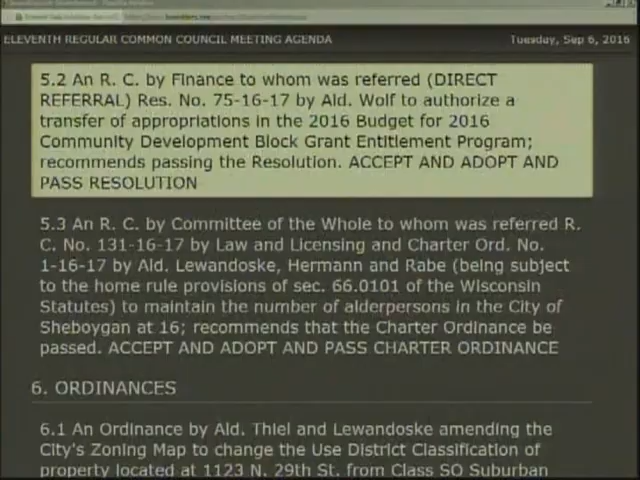 ELEVENTH REGULAR COMMON COUNCIL MEETING AGENDA
Tuesday, Sep 6, 2016
5.2 An R. C. by Finance to whom was referred (DIRECT
REFERRAL) Res. No. 75-16-17 by Ald. Wolf to authorize a
transfer of appropriations in the 2016 Budget for 2016
Community Development Block Grant Entitlement Program;
recommends passing the Resolution. ACCEPT AND ADOPT AND
PASS RESOLUTION
5.3 An R. C. by Committee of the Whole to whom was referred R.
C. No. 131-16-17 by Law and Licensing and Charter Ord. No.
1-16-17 by Ald. Lewandoske, Hermann and Rabe (being subject
to the home rule provisions of sec. 66.0101 of the Wisconsin
Statutes) to maintain the number of alderpersons in the City of
Sheboygan at 16; recommends that the Charter Ordinance be
passed. ACCEPT AND ADOPT AND PASS CHARTER ORDINANCE
6. ORDINANCES
6.1 An Ordinance by Ald. Thiel and Lewandoske amending the
City's Zoning Map to change the Use District Classification of
property located at 1123 N. 29th St. from Class SO Suburban